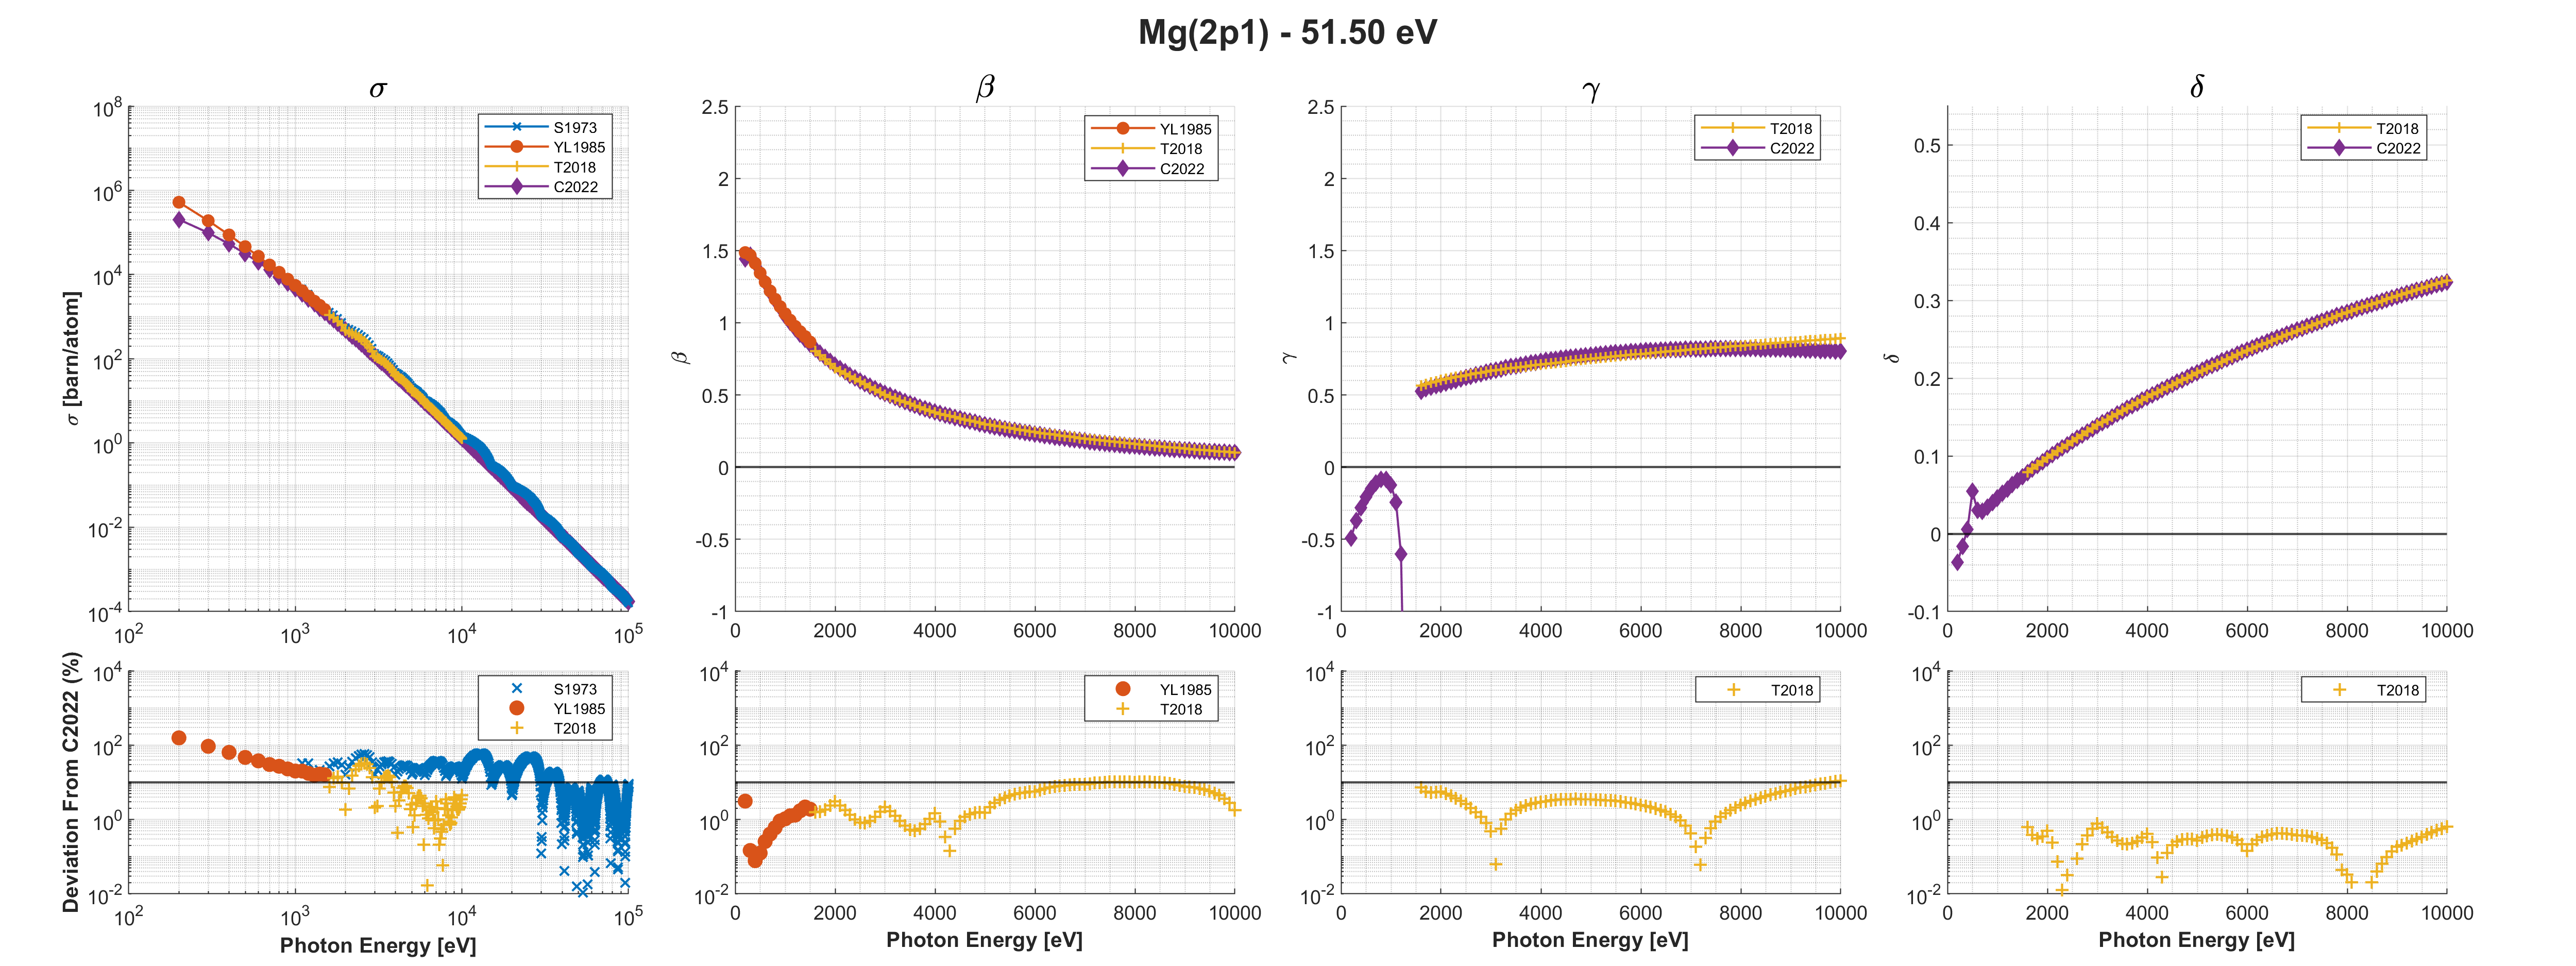 Mg(2p1) - 51.50 eV
σ
σ [barn/atom]
10^8
10^6
10^4
10^2
10^0
10^-2
10^-4
10^2
10^3
10^4
10^5
S1973
YL1985
T2018
C2022
β
β
2.5
2
1.5
1
0.5
0
-0.5
-1
0
2000
4000
6000
8000
10000
YL1985
T2018
C2022
γ
γ
2.5
2
1.5
1
0.5
0
-0.5
-1
0
2000
4000
6000
8000
10000
T2018
C2022
δ
δ
0.5
0.4
0.3
0.2
0.1
0
-0.1
0
2000
4000
6000
8000
10000
T2018
C2022
Deviation From C2022 (%)
10^4
10^2
10^0
10^-2
10^2
10^3
10^4
10^5
Photon Energy [eV]
S1973
YL1985
T2018
10^4
10^2
10^0
10^-2
0
2000
4000
6000
8000
10000
Photon Energy [eV]
YL1985
T2018
10^4
10^2
10^0
10^-2
0
2000
4000
6000
8000
10000
Photon Energy [eV]
T2018
10^4
10^2
10^0
10^-2
0
2000
4000
6000
8000
10000
Photon Energy [eV]
T2018